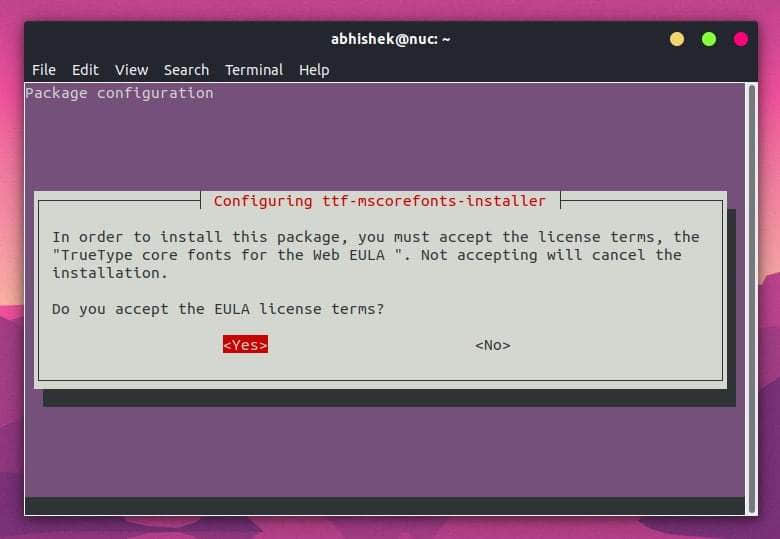 abhishek@nuc: ~
File Edit View Search Terminal Help
Package configuration
Configuring ttf-mscorefonts-installer
In order to install this package, you must accept the license terms, the
"TrueType core fonts for the Web EULA ". Not accepting will cancel the
installation.
Do you accept the EULA license terms?
<Yes> <No>